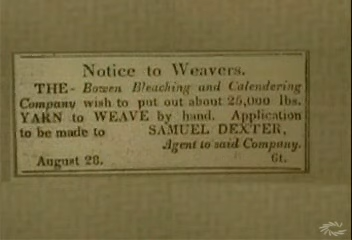 Notice to Weavers.
THE- Bowen Bleaching and Calendering
Company wish to put out about 25,000 lbs.
YARN to WEAVE by hand. Application
to be made to SAMUEL DEXTER,
Agent to said Company.
August 28. 6t.